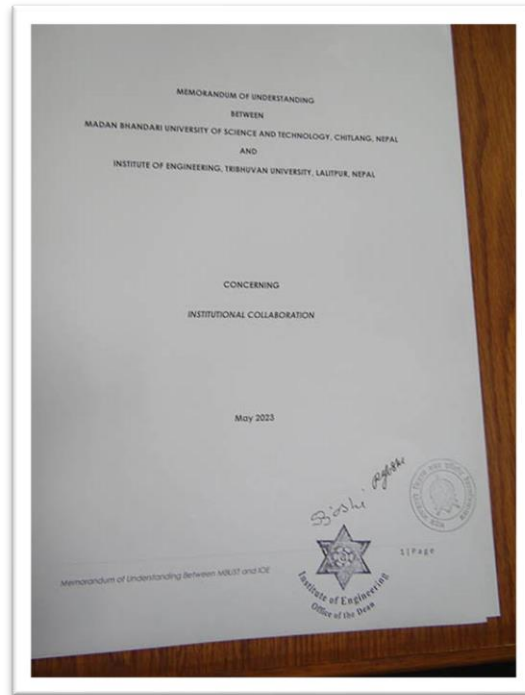 MEMORANDUM OF UNDERSTANDING
BETWEEN
MADAN BHANDARI UNIVERSITY OF SCIENCE AND TECHNOLOGY, CHITLANG, NEPAL
AND
INSTITUTE OF ENGINEERING, TRIBHUVAN UNIVERSITY, LALITPUR, NEPAL
CONCERNING
INSTITUTIONAL COLLABORATION
May 2023
1 | Page
Memorandum of Understanding Between MBUST and IOE
Institute of Engineering
Office of the Dean